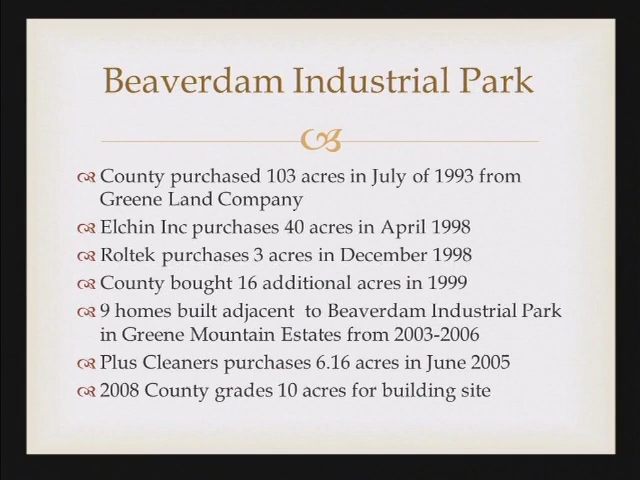 Beaverdam Industrial Park
County purchased 103 acres in July of 1993 from
Greene Land Company
Elchin Inc purchases 40 acres in April 1998
Roltek purchases 3 acres in December 1998
County bought 16 additional acres in 1999
9 homes built adjacent  to Beaverdam Industrial Park
in Greene Mountain Estates from 2003-2006
Plus Cleaners purchases 6.16 acres in June 2005
2008 County grades 10 acres for building site